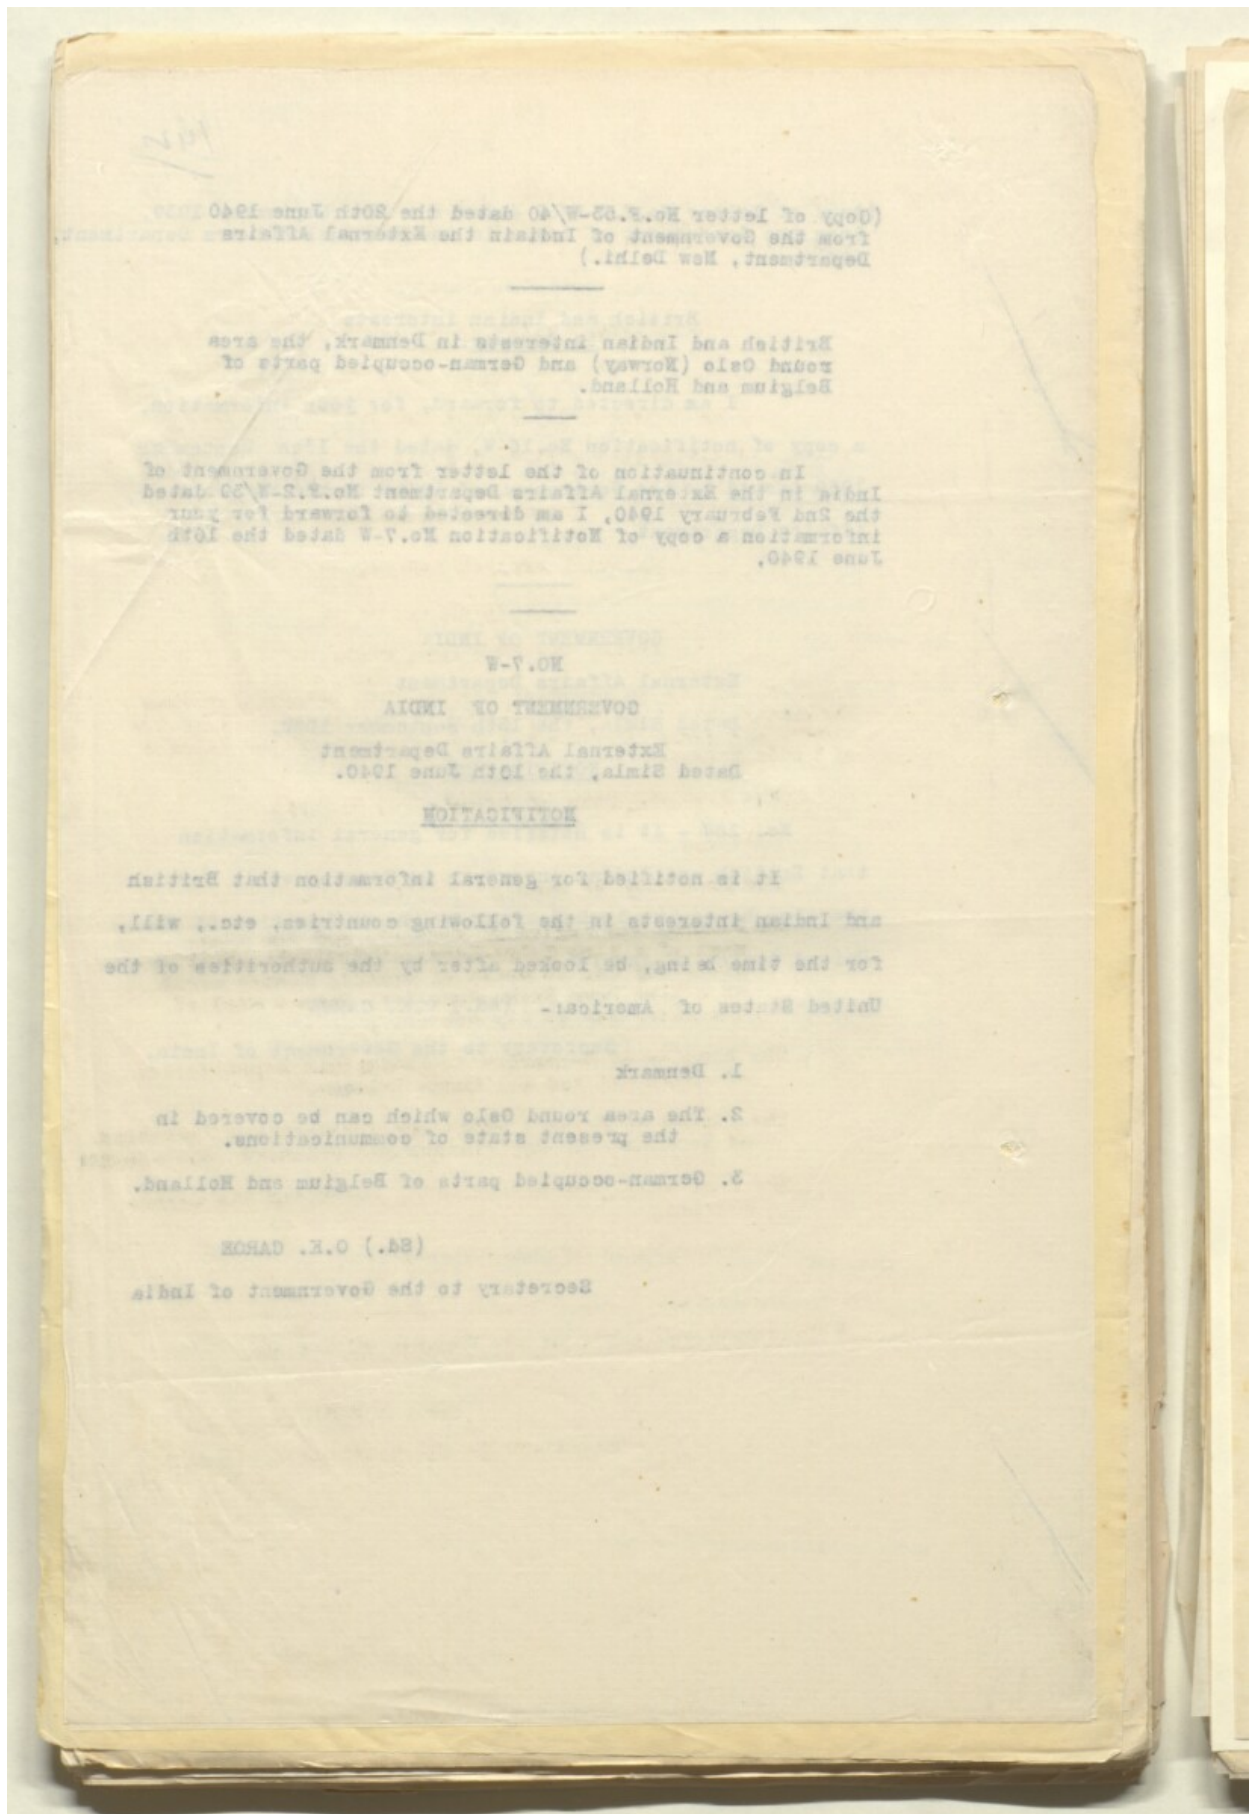 (Copy of letter No.F.63-W/40 dated the 20th June 1940
from the Government of Indiain the External Affairs
Department, New Delhi.)
British and Indian interests in Denmark, the area
round Oslo (Norway) and German-occupied parts of
Belgium and Holland.
In continuation of the letter from the Government of
India in the External Affairs Department No.F.2-W/39 dated
the 2nd February 1940, I am directed to forward for your
information a copy of Notification No.7-W dated the 16th
June 1940.
NO.7-W
GOVERNMENT OF INDIA
External Affairs Department
Dated Simla, the 10th June 1940.
NOTIFICATION
It is notified for general information that British
and Indian interests in the following countries, etc., will,
for the time being, be looked after by the authorities of the
United States of America:-
1. Denmark
2. The area round Oslo which can be covered in
the present state of communications.
3. German-occupied parts of Belgium and Holland.
(Sd.) O.K. CAROE
Secretary to the Government of India